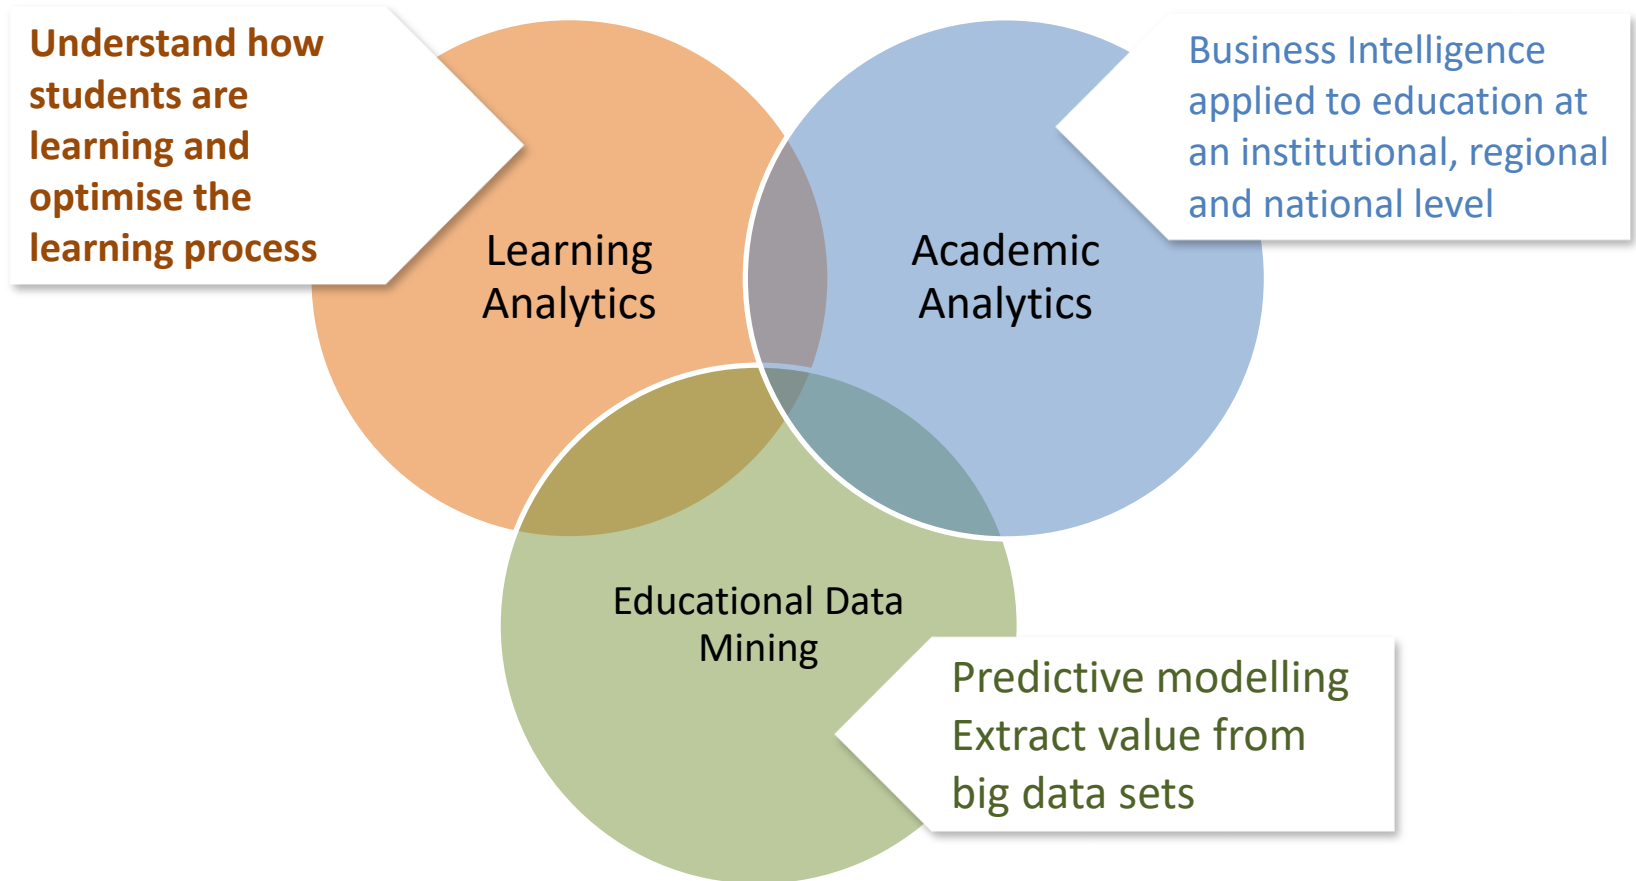 Understand how
students are
learning and
optimise the
learning process
Learning
Analytics
Business Intelligence
applied to education at
an institutional, regional
and national level
Academic
Analytics
Educational Data
Mining
Predictive modelling
Extract value from
big data sets